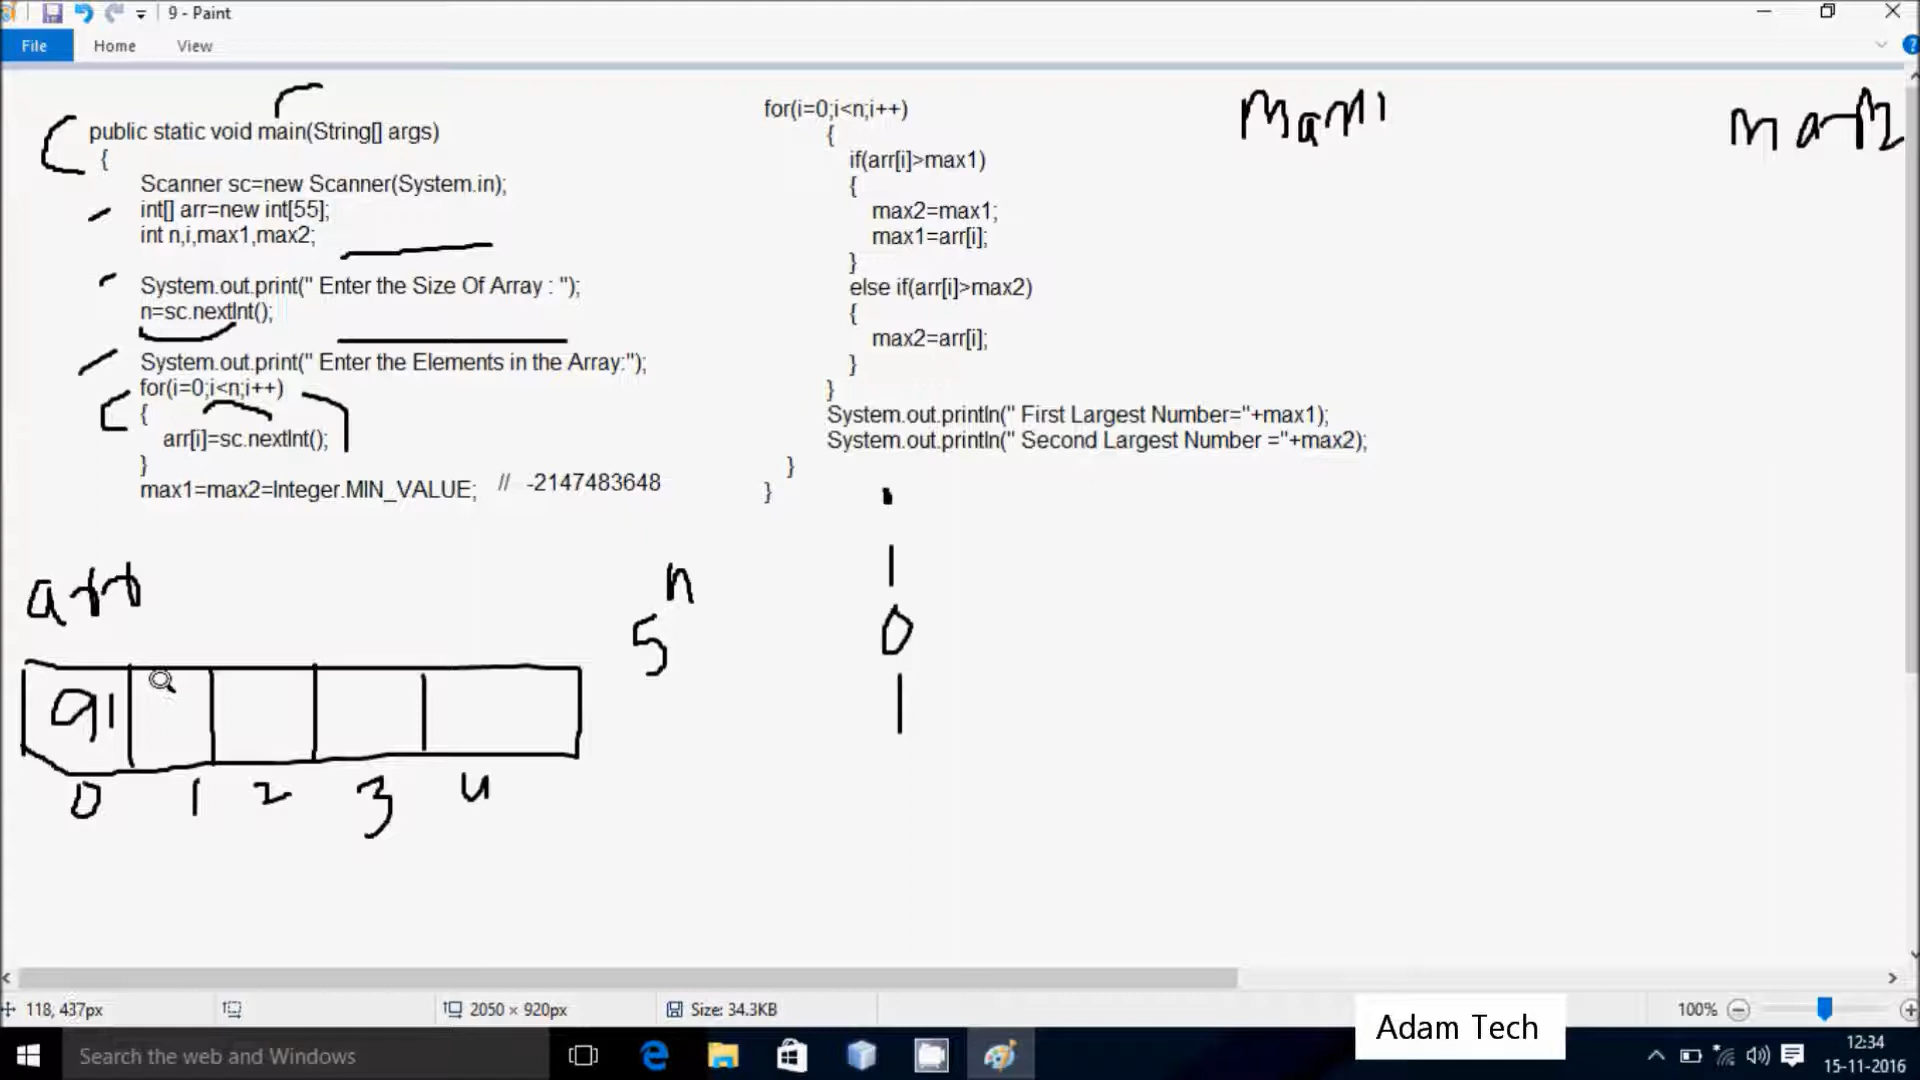 9 - Paint
File Home View
public static void main(String[] args)
{
Scanner sc=new Scanner(System.in);
int[] arr=new int[55];
int n,i,max1,max2;
System.out.print(" Enter the Size Of Array : ");
n=sc.nextInt();
System.out.print(" Enter the Elements in the Array:");
for(i=0;i<n;i++)
{
arr[i]=sc.nextInt();
}
max1=max2=Integer.MIN_VALUE; // -2147483648
for(i=0;i<n;i++)
{
if(arr[i]>max1)
{
max2=max1;
max1=arr[i];
}
else if(arr[i]>max2)
{
max2=arr[i];
}
}
System.out.println(" First Largest Number="+max1);
System.out.println(" Second Largest Number ="+max2);
}
}
max1
max2
arr
n
5
i
0
1
91
0 1 2 3 4
118, 437px
2050 × 920px
Size: 34.3KB
100%
Adam Tech
Search the web and Windows
12:34
15-11-2016